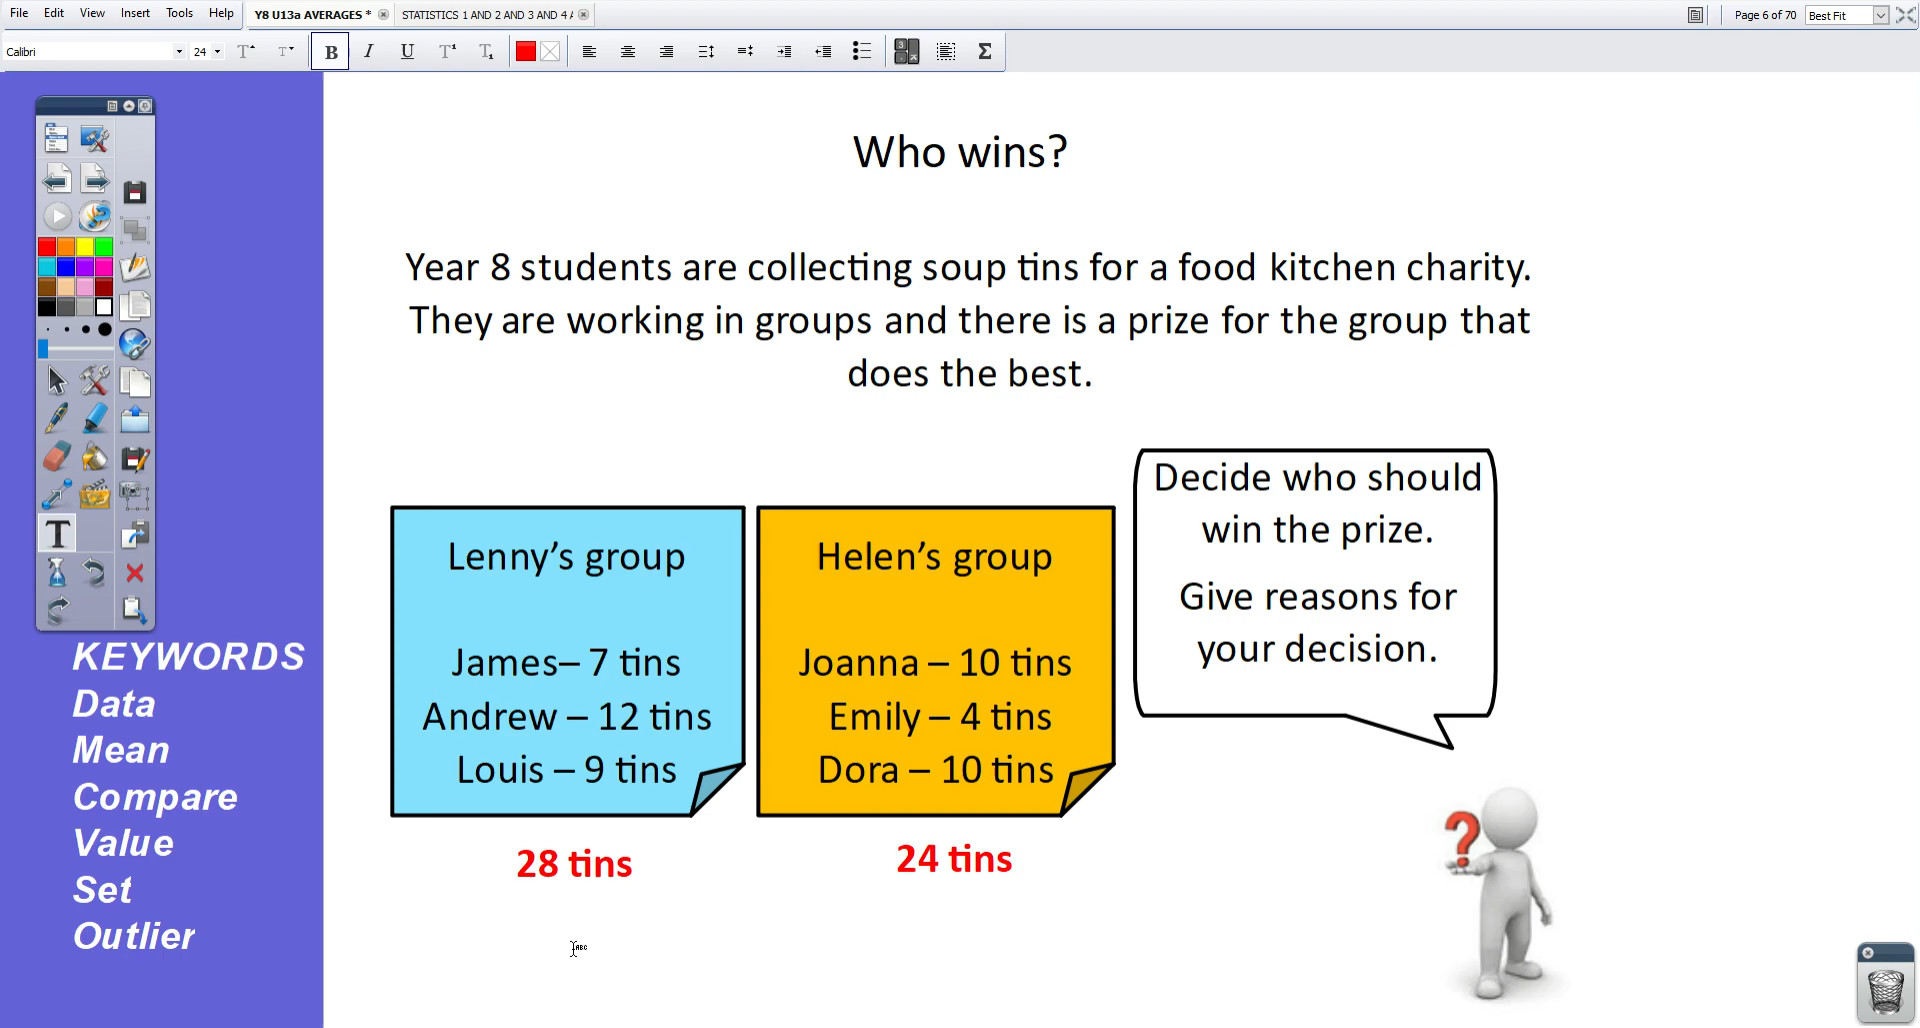 File Edit View Insert Tools Help
Y8 U13a AVERAGES *
STATISTICS 1 AND 2 AND 3 AND 4 /
Page 6 of 70
Best Fit
Calibri
24
Who wins?
Year 8 students are collecting soup tins for a food kitchen charity.
They are working in groups and there is a prize for the group that
does the best.
Lenny’s group
James– 7 tins
Andrew – 12 tins
Louis – 9 tins
28 tins
Helen’s group
Joanna – 10 tins
Emily – 4 tins
Dora – 10 tins
24 tins
Decide who should
win the prize.
Give reasons for
your decision.
KEYWORDS
Data
Mean
Compare
Value
Set
Outlier